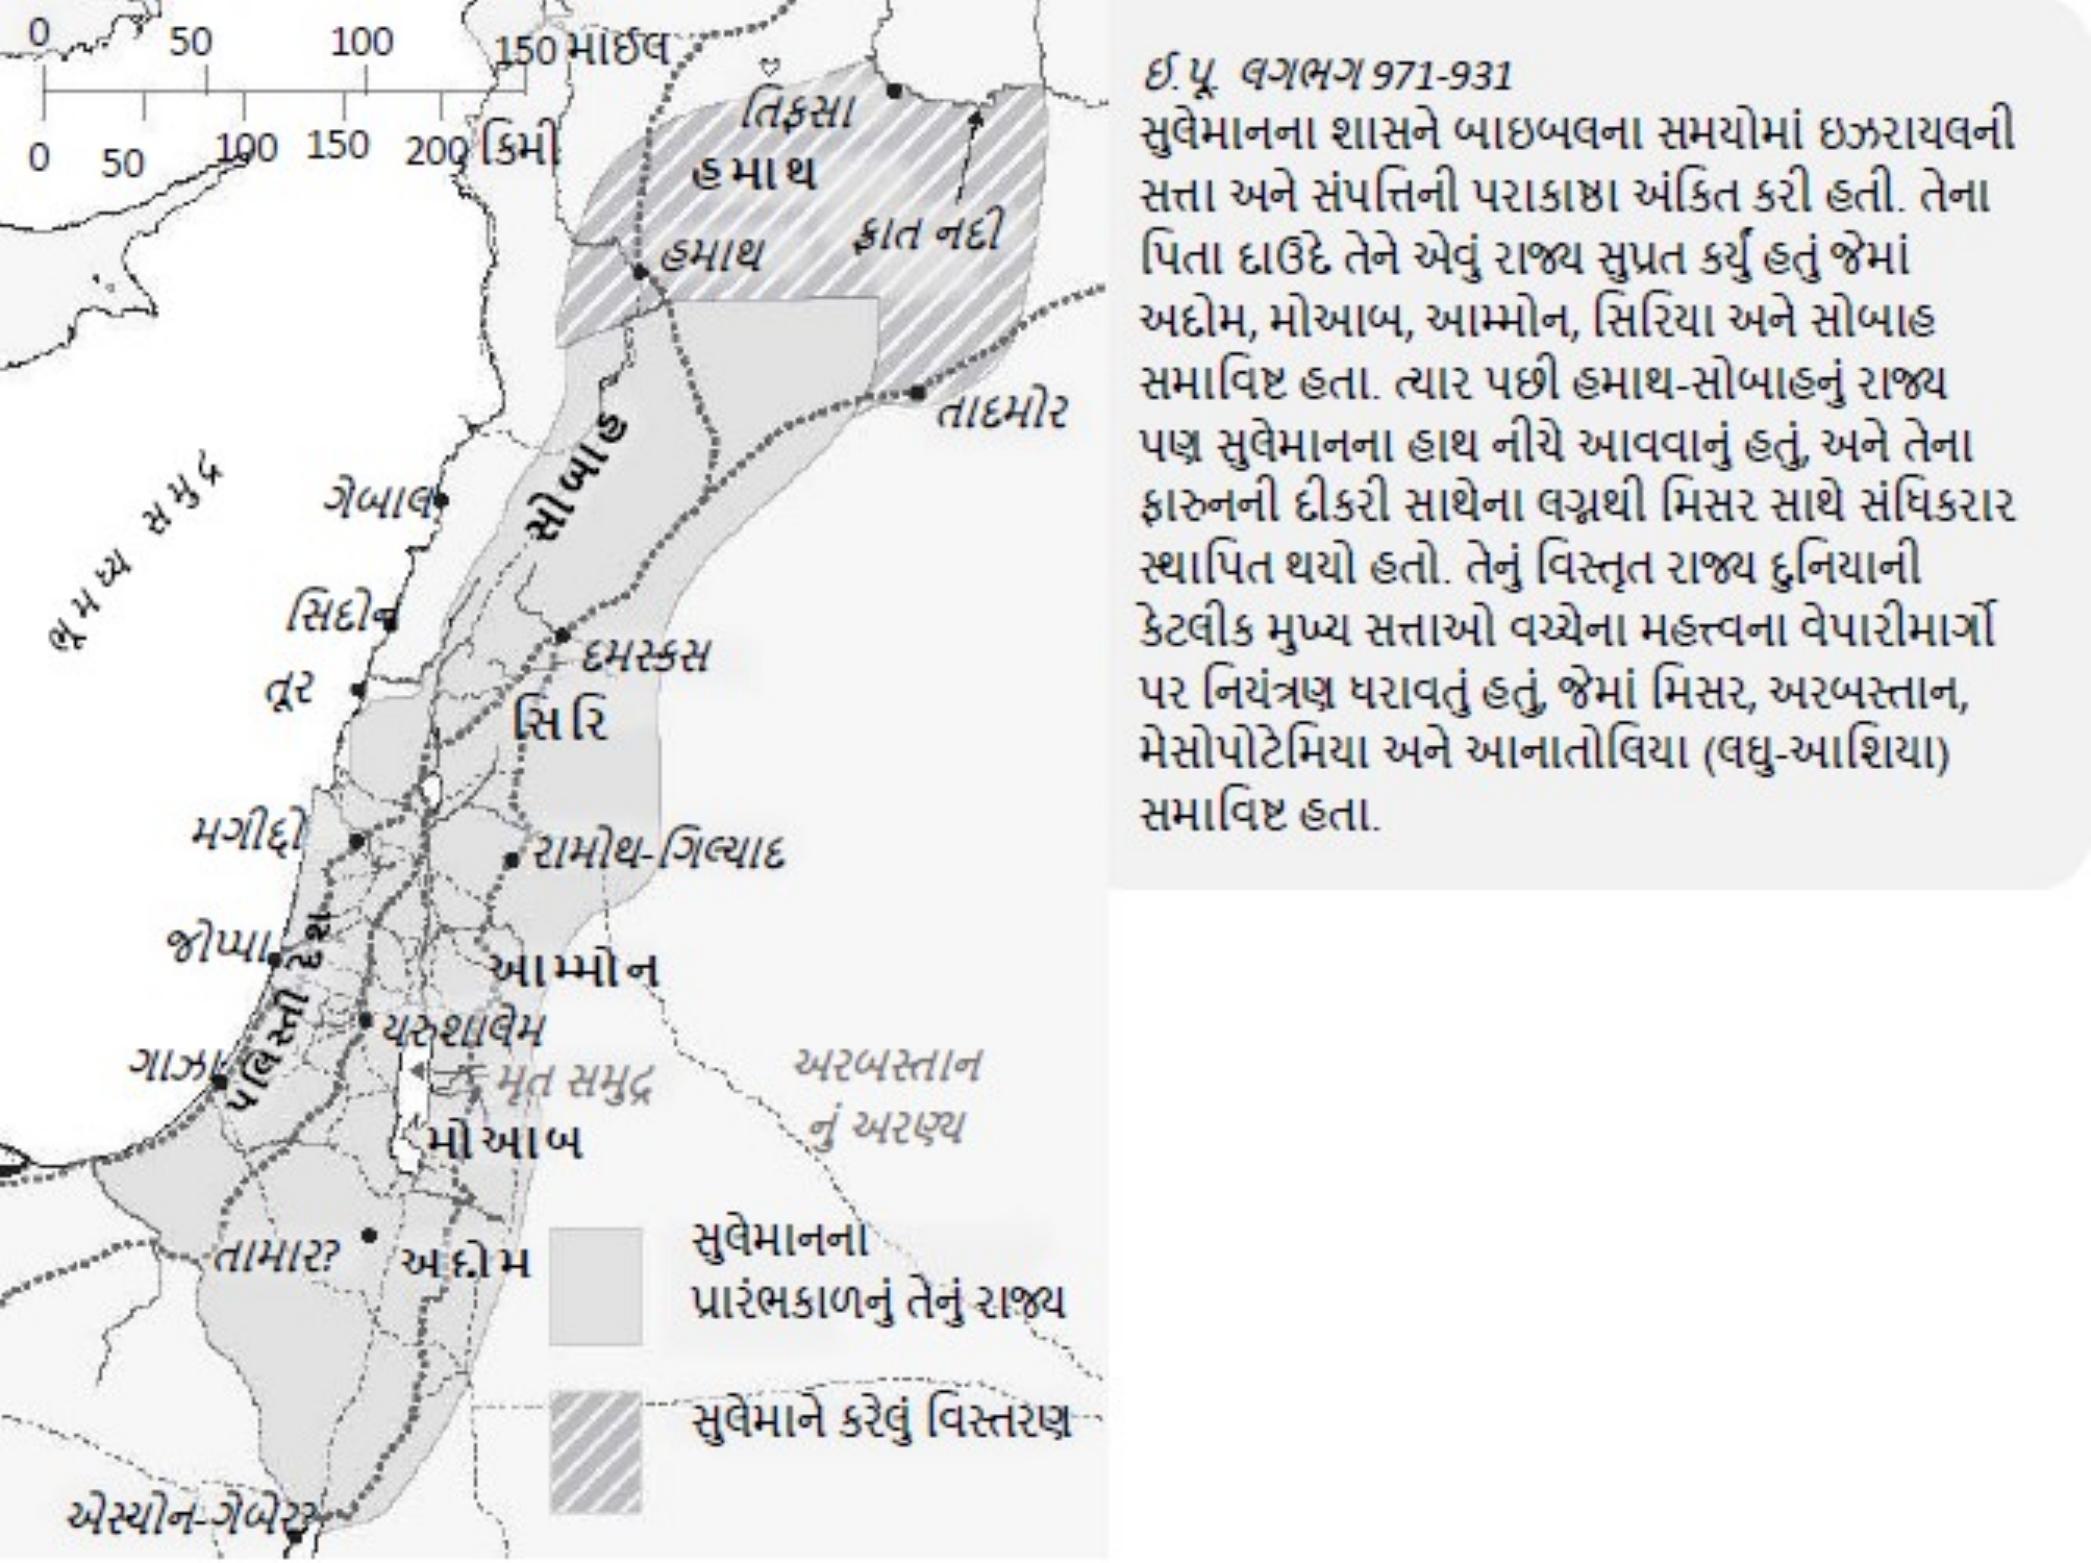 0 50 100 150 માઇલ
0 50 100 150 200 કિમી
તિફસા
હમાથ
ફ્રાત નદી
હમાથ
તાદમોર
સોબાહ
ગેબાલ
ભૂમધ્ય સમુદ્ર
સિદોન
દમસ્કસ
તૂર
સિરિ
મગીદ્દો
રામોથ-ગિલ્યાદ
જોપ્પા
પલિસ્તી દેશ
આમ્મોન
યરુશાલેમ
ગાઝા
મૃત સમુદ્ર
અરબસ્તાન
નું અરણ્ય
મોઆબ
તામાર?
અદોમ
સુલેમાનના
પ્રારંભકાળનું તેનું રાજ્ય
સુલેમાને કરેલું વિસ્તરણ
એસ્યોન-ગેબેર?
ઈ.પૂ. લગભગ 971-931
સુલેમાનના શાસને બાઇબલના સમયોમાં ઇઝરાયલની
સત્તા અને સંપત્તિની પરાકાષ્ઠા અંકિત કરી હતી. તેના
પિતા દાઉદે તેને એવું રાજ્ય સુપ્રત કર્યું હતું જેમાં
અદોમ, મોઆબ, આમ્મોન, સિરિયા અને સોબાહ
સમાવિષ્ટ હતા. ત્યાર પછી હમાથ-સોબાહનું રાજ્ય
પણ સુલેમાનના હાથ નીચે આવવાનું હતું, અને તેના
ફારુનની દીકરી સાથેના લગ્નથી મિસર સાથે સંધિકરાર
સ્થાપિત થયો હતો. તેનું વિસ્તૃત રાજ્ય દુનિયાની
કેટલીક મુખ્ય સત્તાઓ વચ્ચેના મહત્ત્વના વેપારીમાર્ગો
પર નિયંત્રણ ધરાવતું હતું, જેમાં મિસર, અરબસ્તાન,
મેસોપોટેમિયા અને આનાતોલિયા (લઘુ-આશિયા)
સમાવિષ્ટ હતા.